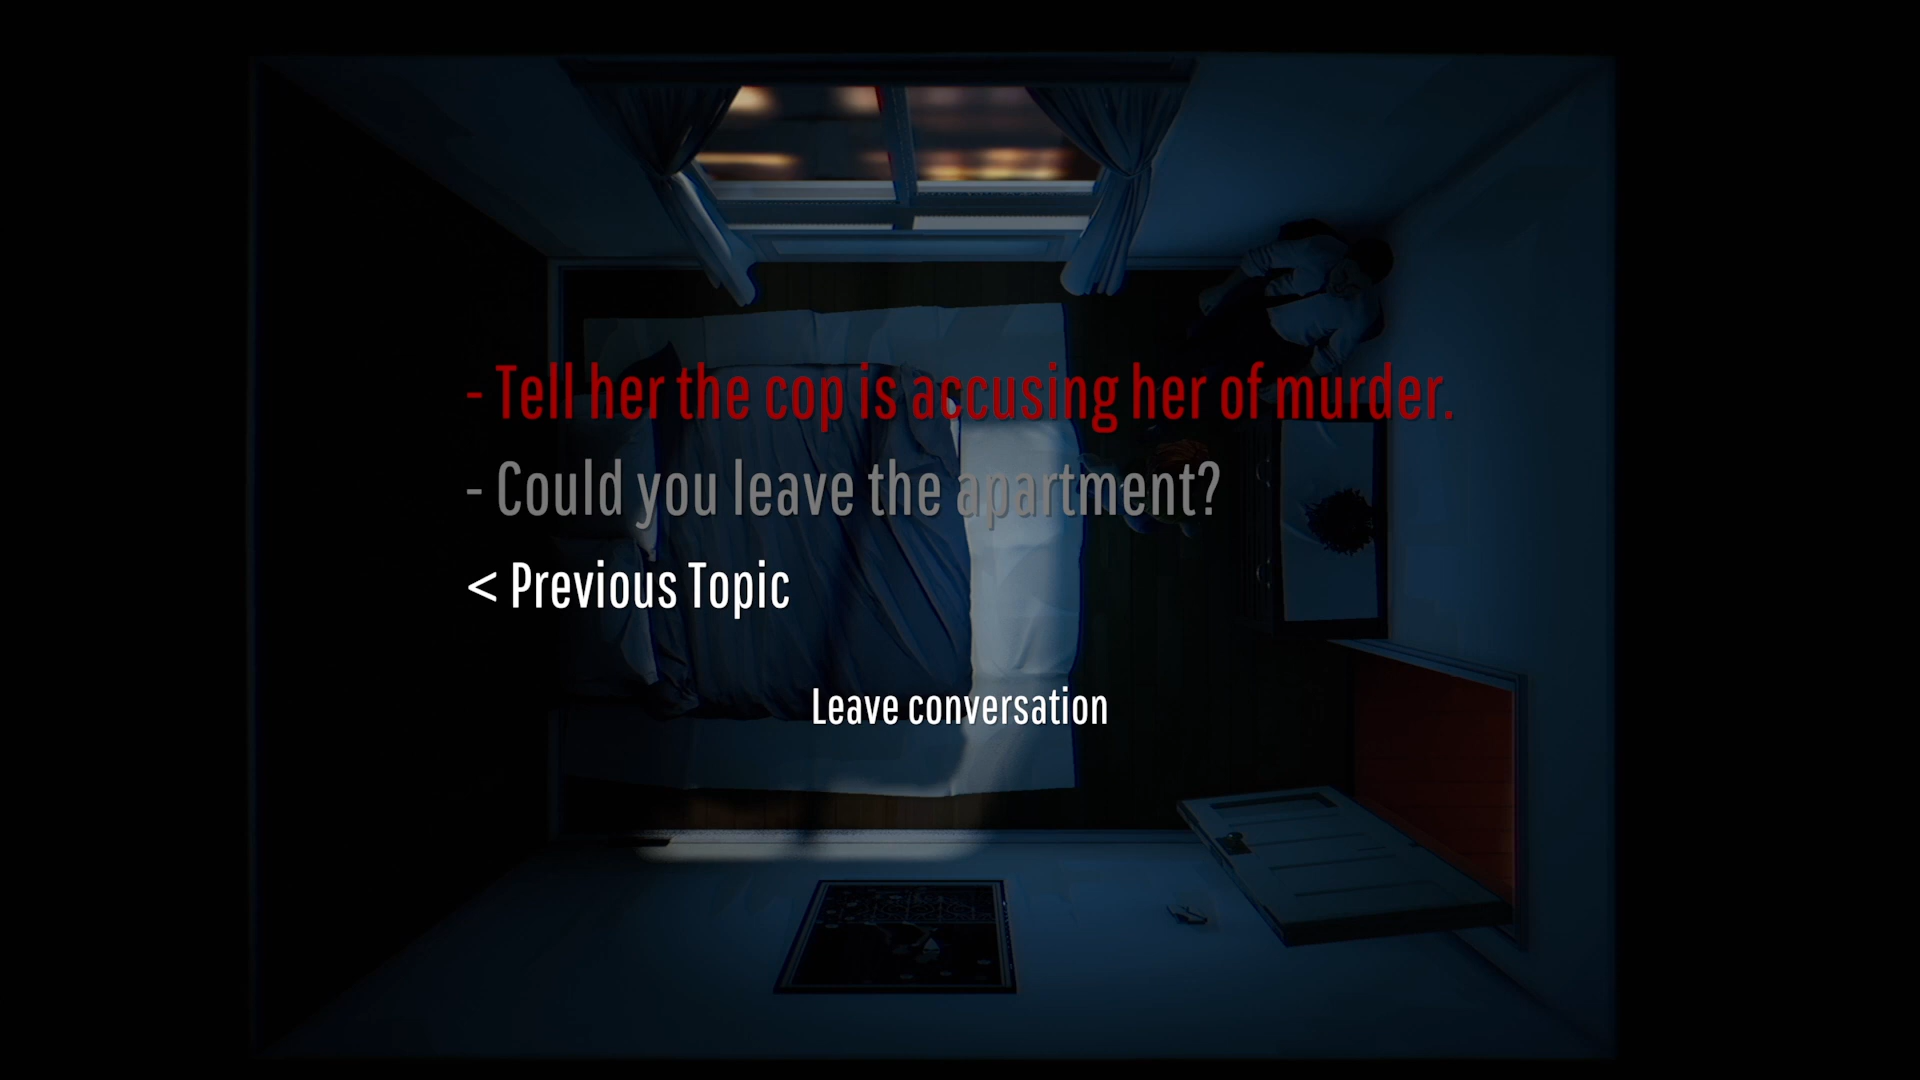 - Tell her the cop is accusing her of murder.
- Could you leave the apartment?
< Previous Topic
Leave conversation